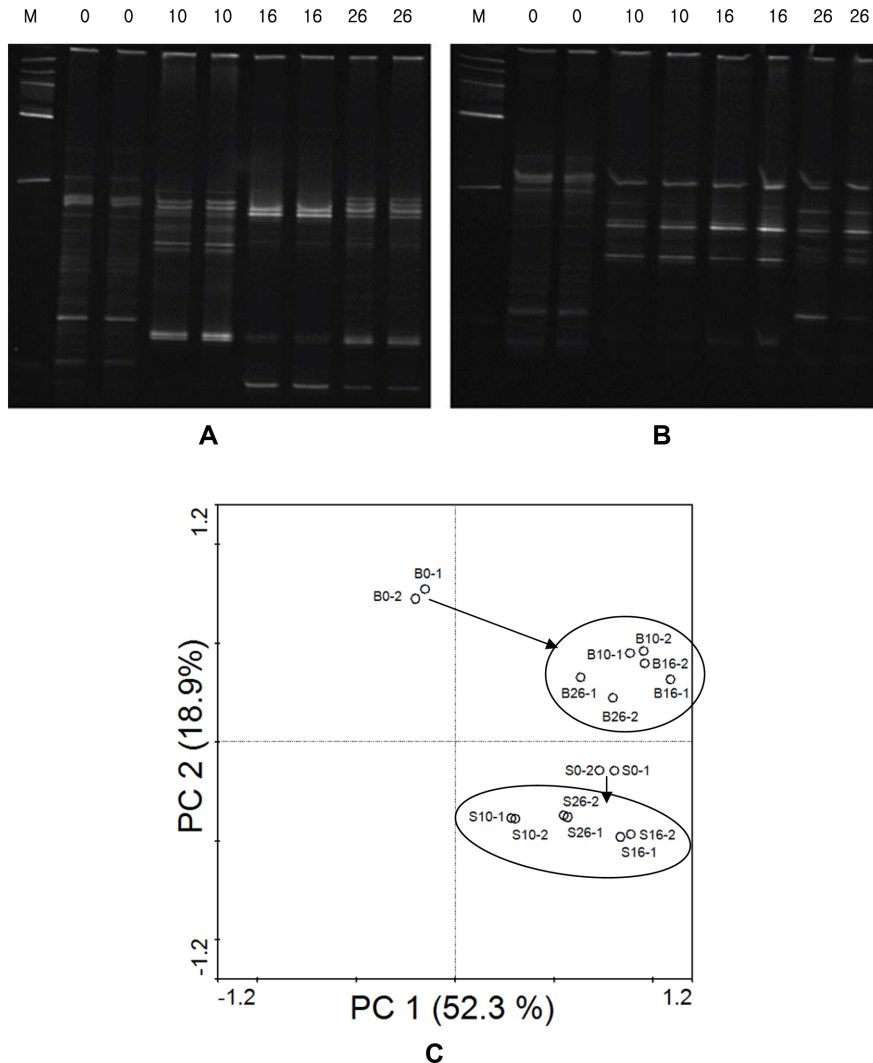 M 0 0 10 10 16 16 26 26
M 0 0 10 10 16 16 26 26
A
B
1.2
B0-1
B0-2
B10-2
B10-1
B16-2
B26-1
B16-1
B26-2
PC 2 (18.9%)
S0-2
S0-1
S26-2
S10-1
S10-2
S26-1
S16-2
S16-1
-1.2
-1.2
PC 1 (52.3 %)
1.2
C